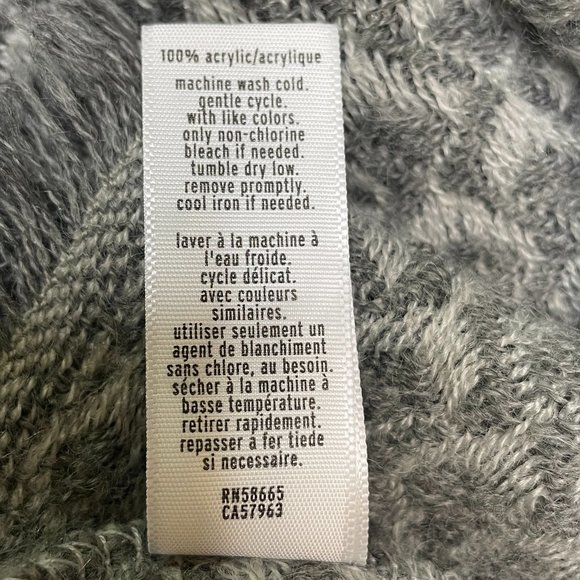 100% acrylic/acrylique
machine wash cold.
gentle cycle.
with like colors.
only non-chlorine
bleach if needed.
tumble dry low.
remove promptly.
cool iron if needed.
laver à la machine à
l'eau froide.
cycle délicat.
avec couleurs
similaires.
utiliser seulement un
agent de blanchiment
sans chlore, au besoin.
sécher à la machine à
basse température.
retirer rapidement.
repasser à fer tiede
si necessaire.
RN58665
CA57963